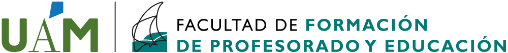 UAM
FACULTAD DE FORMACIÓN
DE PROFESORADO Y EDUCACIÓN